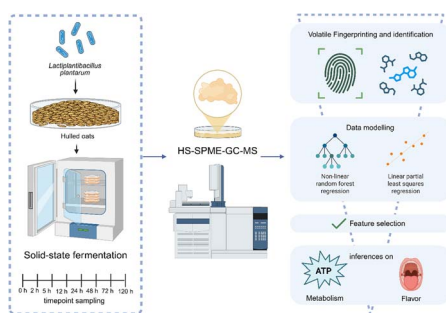 Lactiplantibacillus
plantarum
Hulled oats
Solid-state fermentation
0 h 2 h 5 h 12 h 24 h 48 h 72 h 120 h
timepoint sampling
HS-SPME-GC-MS
Volatile Fingerprinting and identification
Data modelling
Non-linear
random forest
regression
Linear partial
least squares
regression
Feature selection
inferences on
ATP
Metabolism
Flavor